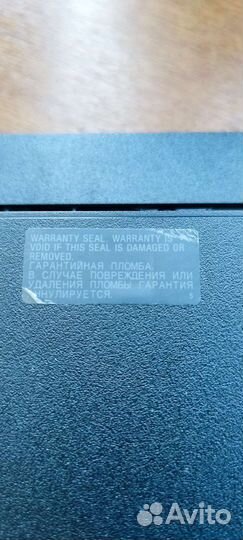 WARRANTY SEAL. WARRANTY IS
VOID IF THIS SEAL IS DAMAGED OR
REMOVED.
ГАРАНТИЙНАЯ ПЛОМБА.
В СЛУЧАЕ ПОВРЕЖДЕНИЯ ИЛИ
УДАЛЕНИЯ ПЛОМБЫ ГАРАНТИЯ
АННУЛИРУЕТСЯ. 5
Avito